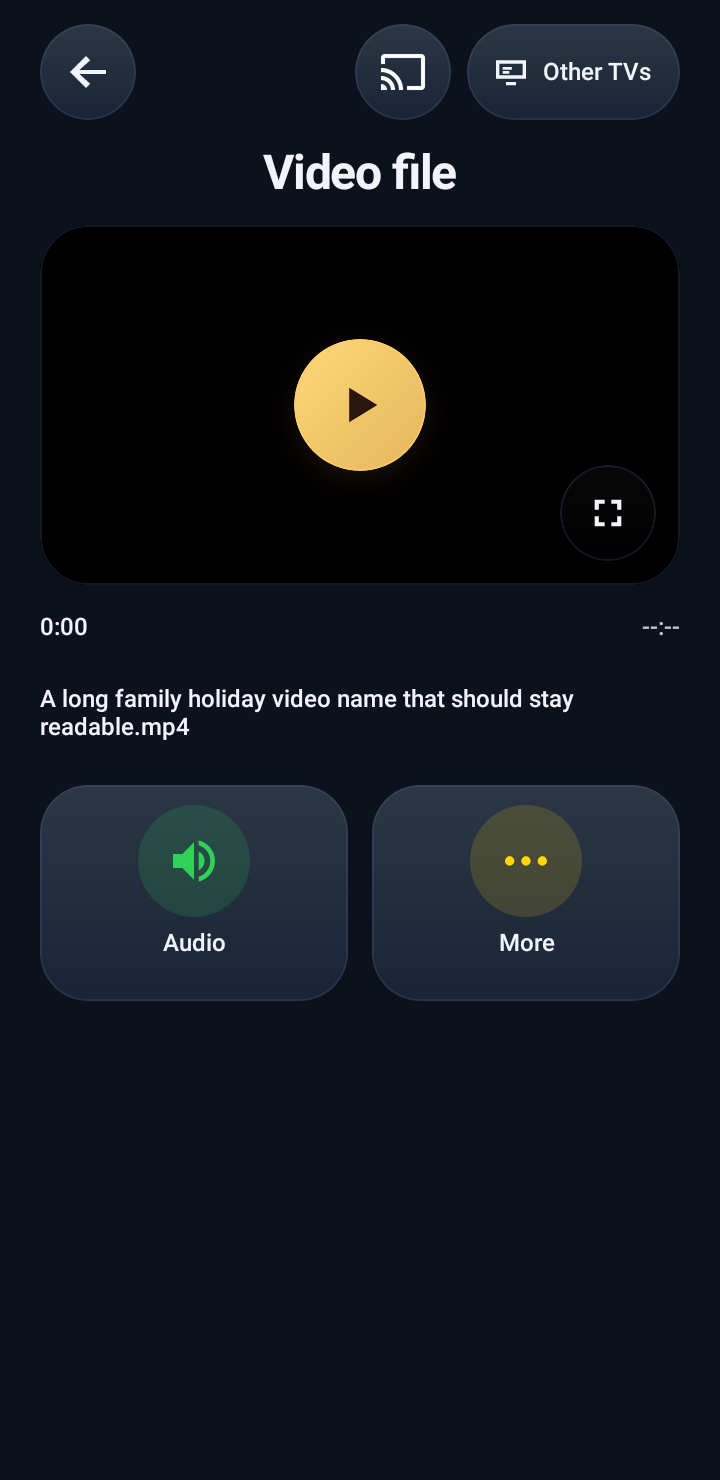 Other TVs
Video file
0:00
--:--
A long family holiday video name that should stay
readable.mp4
Audio
More